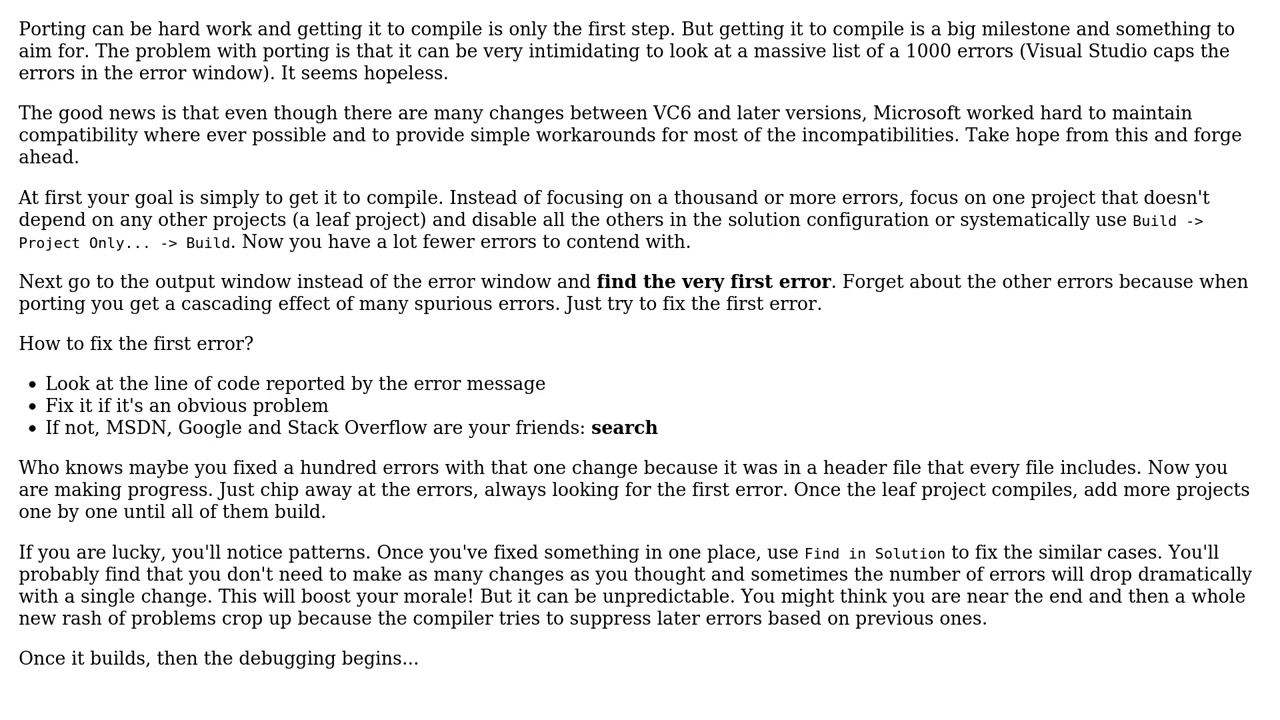 Porting can be hard work and getting it to compile is only the first step. But getting it to compile is a big milestone and something to
aim for. The problem with porting is that it can be very intimidating to look at a massive list of a 1000 errors (Visual Studio caps the
errors in the error window). It seems hopeless.
The good news is that even though there are many changes between VC6 and later versions, Microsoft worked hard to maintain
compatibility where ever possible and to provide simple workarounds for most of the incompatibilities. Take hope from this and forge
ahead.
At first your goal is simply to get it to compile. Instead of focusing on a thousand or more errors, focus on one project that doesn't
depend on any other projects (a leaf project) and disable all the others in the solution configuration or systematically use Build ->
Project Only... -> Build. Now you have a lot fewer errors to contend with.
Next go to the output window instead of the error window and find the very first error. Forget about the other errors because when
porting you get a cascading effect of many spurious errors. Just try to fix the first error.
How to fix the first error?
• Look at the line of code reported by the error message
• Fix it if it's an obvious problem
• If not, MSDN, Google and Stack Overflow are your friends: search
Who knows maybe you fixed a hundred errors with that one change because it was in a header file that every file includes. Now you
are making progress. Just chip away at the errors, always looking for the first error. Once the leaf project compiles, add more projects
one by one until all of them build.
If you are lucky, you'll notice patterns. Once you've fixed something in one place, use Find in Solution to fix the similar cases. You'll
probably find that you don't need to make as many changes as you thought and sometimes the number of errors will drop dramatically
with a single change. This will boost your morale! But it can be unpredictable. You might think you are near the end and then a whole
new rash of problems crop up because the compiler tries to suppress later errors based on previous ones.
Once it builds, then the debugging begins...